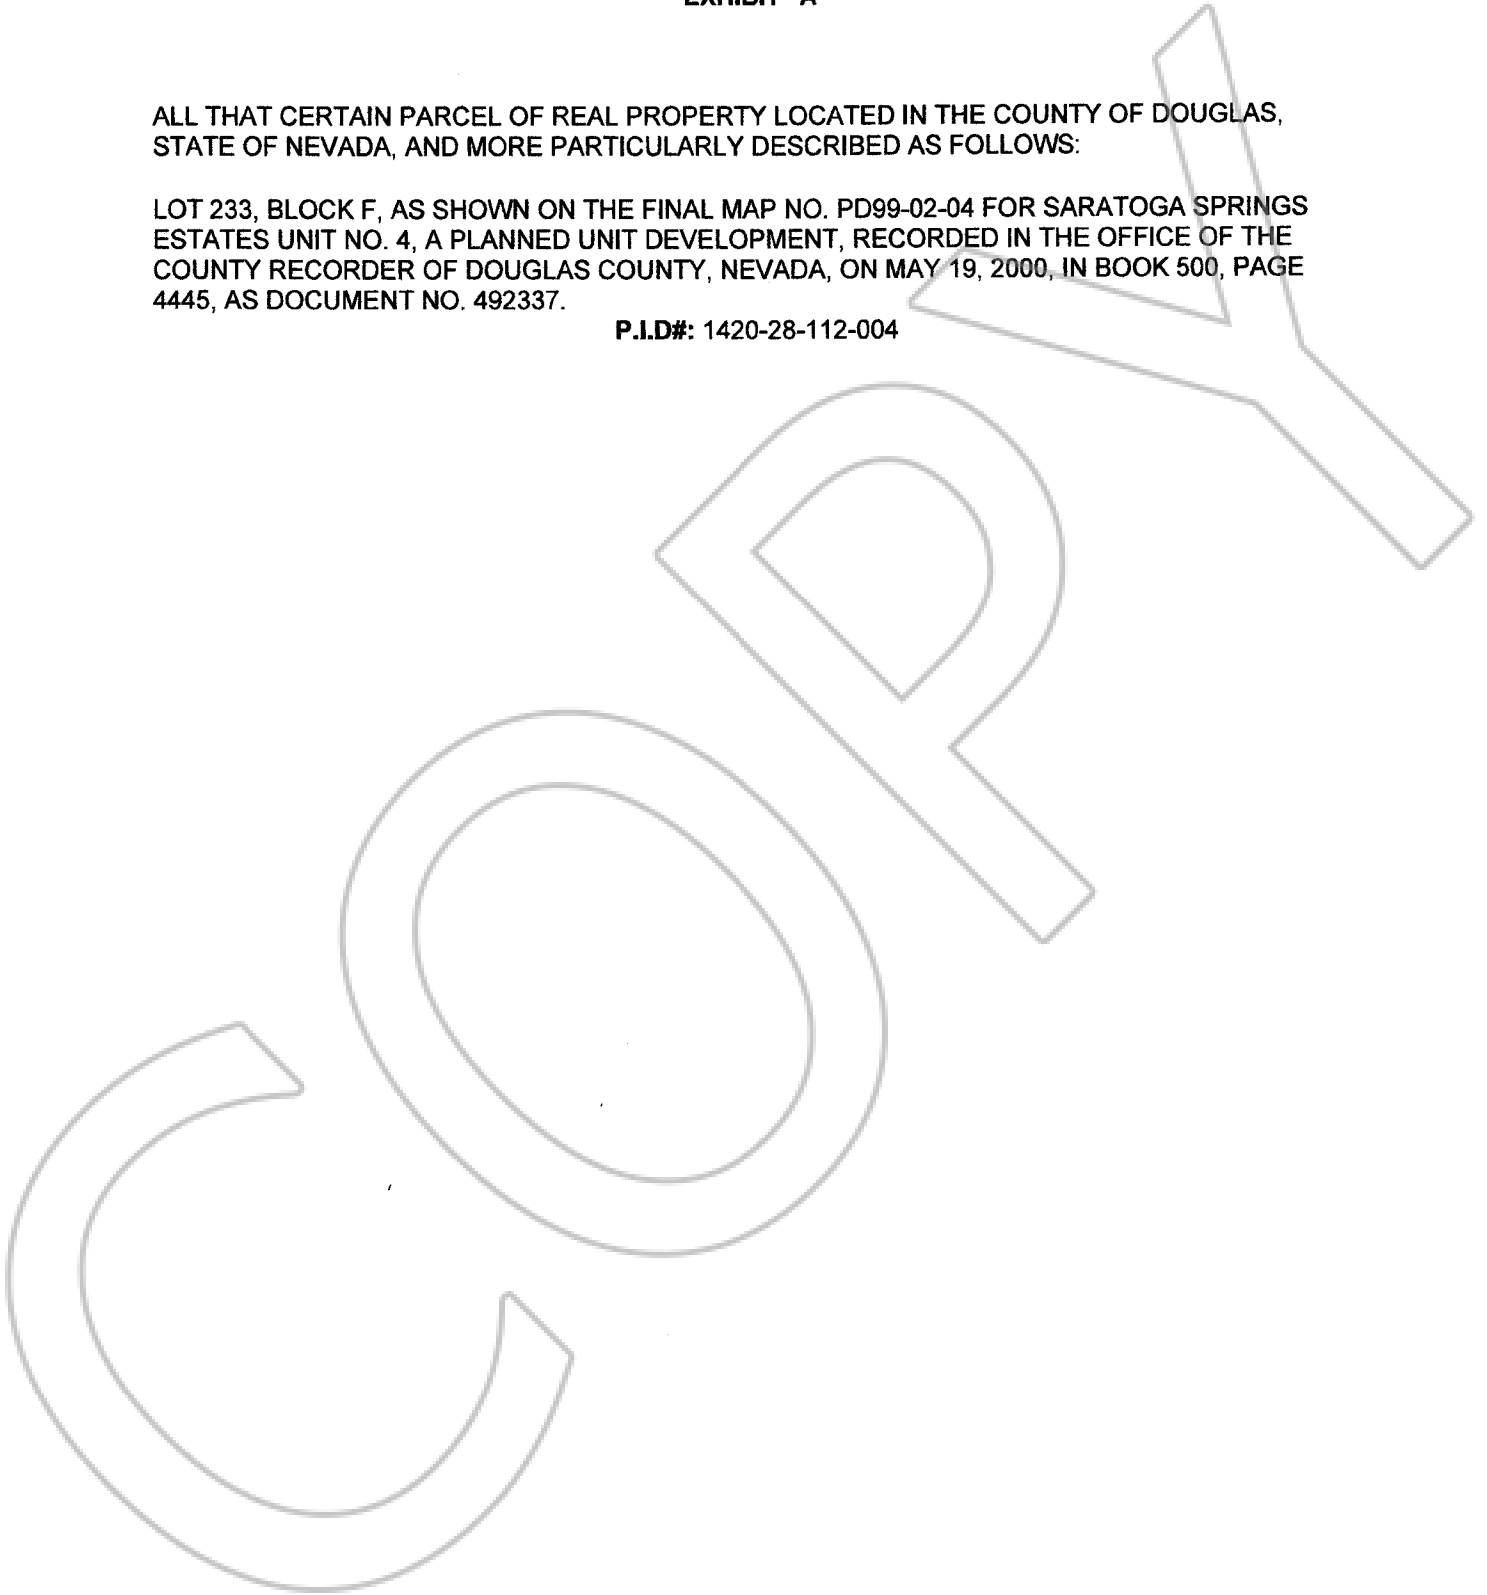 EXHIBIT "A"
ALL THAT CERTAIN PARCEL OF REAL PROPERTY LOCATED IN THE COUNTY OF DOUGLAS,
STATE OF NEVADA, AND MORE PARTICULARLY DESCRIBED AS FOLLOWS:
LOT 233, BLOCK F, AS SHOWN ON THE FINAL MAP NO. PD99-02-04 FOR SARATOGA SPRINGS
ESTATES UNIT NO. 4, A PLANNED UNIT DEVELOPMENT, RECORDED IN THE OFFICE OF THE
COUNTY RECORDER OF DOUGLAS COUNTY, NEVADA, ON MAY 19, 2000, IN BOOK 500, PAGE
4445, AS DOCUMENT NO. 492337.
P.I.D#: 1420-28-112-004
COPY